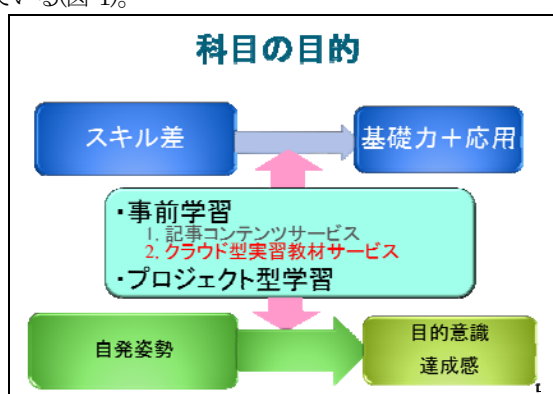 ている(図 1)。
科目の目的
スキル差
基礎力＋応用
・事前学習
1. 記事コンテンツサービス
2. クラウド型実習教材サービス
・プロジェクト型学習
自発姿勢
目的意識
達成感